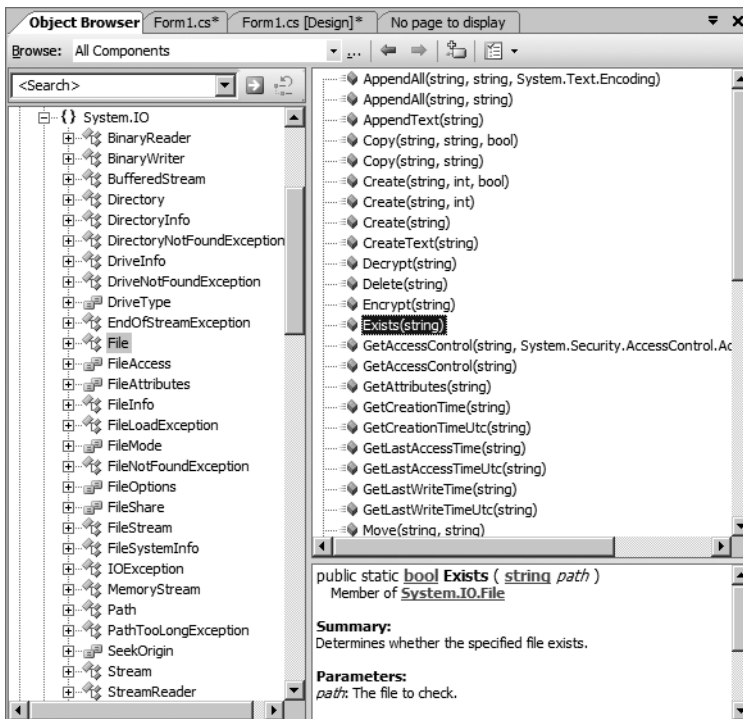 Object Browser Form1.cs* Form1.cs [Design]* No page to display
Browse: All Components ...
<Search>
{} System.IO
BinaryReader
BinaryWriter
BufferedStream
Directory
DirectoryInfo
DirectoryNotFoundException
DriveInfo
DriveNotFoundException
DriveType
EndOfStreamException
File
FileAccess
FileAttributes
FileInfo
FileLoadException
FileMode
FileNotFoundException
FileOptions
FileShare
FileStream
FileSystemInfo
IOException
MemoryStream
Path
PathTooLongException
SeekOrigin
Stream
StreamReader
AppendAll(string, string, System.Text.Encoding)
AppendAll(string, string)
AppendText(string)
Copy(string, string, bool)
Copy(string, string)
Create(string, int, bool)
Create(string, int)
Create(string)
CreateText(string)
Decrypt(string)
Delete(string)
Encrypt(string)
Exists(string)
GetAccessControl(string, System.Security.AccessControl.Ac
GetAccessControl(string)
GetAttributes(string)
GetCreationTime(string)
GetCreationTimeUtc(string)
GetLastAccessTime(string)
GetLastAccessTimeUtc(string)
GetLastWriteTime(string)
GetLastWriteTimeUtc(string)
Move(string, string)
public static bool Exists ( string path )
Member of System.IO.File
Summary:
Determines whether the specified file exists.
Parameters:
path: The file to check.